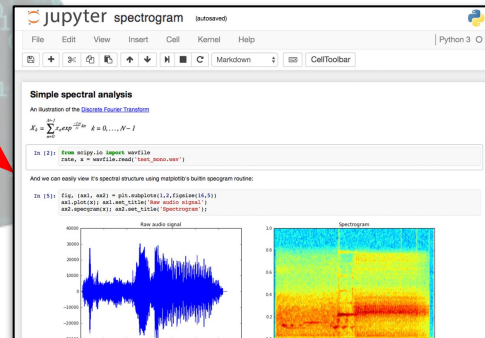 jupyter spectrogram (autosaved)
File Edit View Insert Cell Kernel Help Python 3
Markdown CellToolbar
Simple spectral analysis
An illustration of the Discrete Fourier Transform
In [2]: from scipy.io import wavfile
rate, x = wavfile.read('test_mono.wav')
And we can easily view it's spectral structure using matplotlib's builtin specgram routine:
In [5]: fig, (ax1, ax2) = plt.subplots(1,2,figsize(16,5))
ax1.plot(x); ax1.set_title('Raw audio signal')
ax2.specgram(x); ax2.set_title('Spectrogram');
Raw audio signal Spectrogram
40000 1.0
30000
20000 0.8
10000 0.6
0
-10000 0.4
-20000 0.2